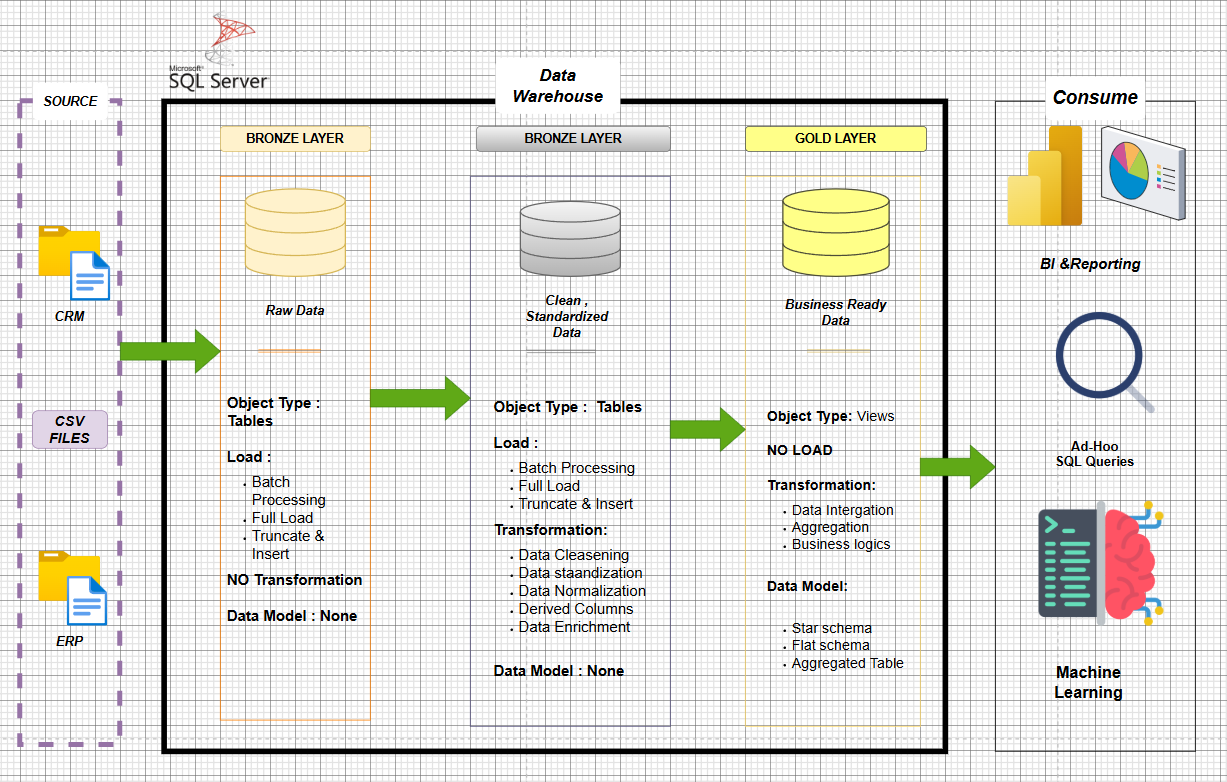 Microsoft®
SQL Server
Data
Warehouse
SOURCE
CRM
CSV
FILES
ERP
BRONZE LAYER
Raw Data
Object Type :
Tables
Load :
Batch
Processing
Full Load
Truncate &
Insert
NO Transformation
Data Model : None
BRONZE LAYER
Clean ,
Standardized
Data
Object Type :  Tables
Load :
Batch Processing
Full Load
Truncate & Insert
Transformation:
Data Cleasening
Data staandization
Data Normalization
Derived Columns
Data Enrichment
Data Model : None
GOLD LAYER
Business Ready
Data
Object Type: Views
NO LOAD
Transformation:
Data Intergation
Aggregation
Business logics
Data Model:
Star schema
Flat schema
Aggregated Table
Consume
BI &Reporting
Ad-Hoo
SQL Queries
Machine
Learning